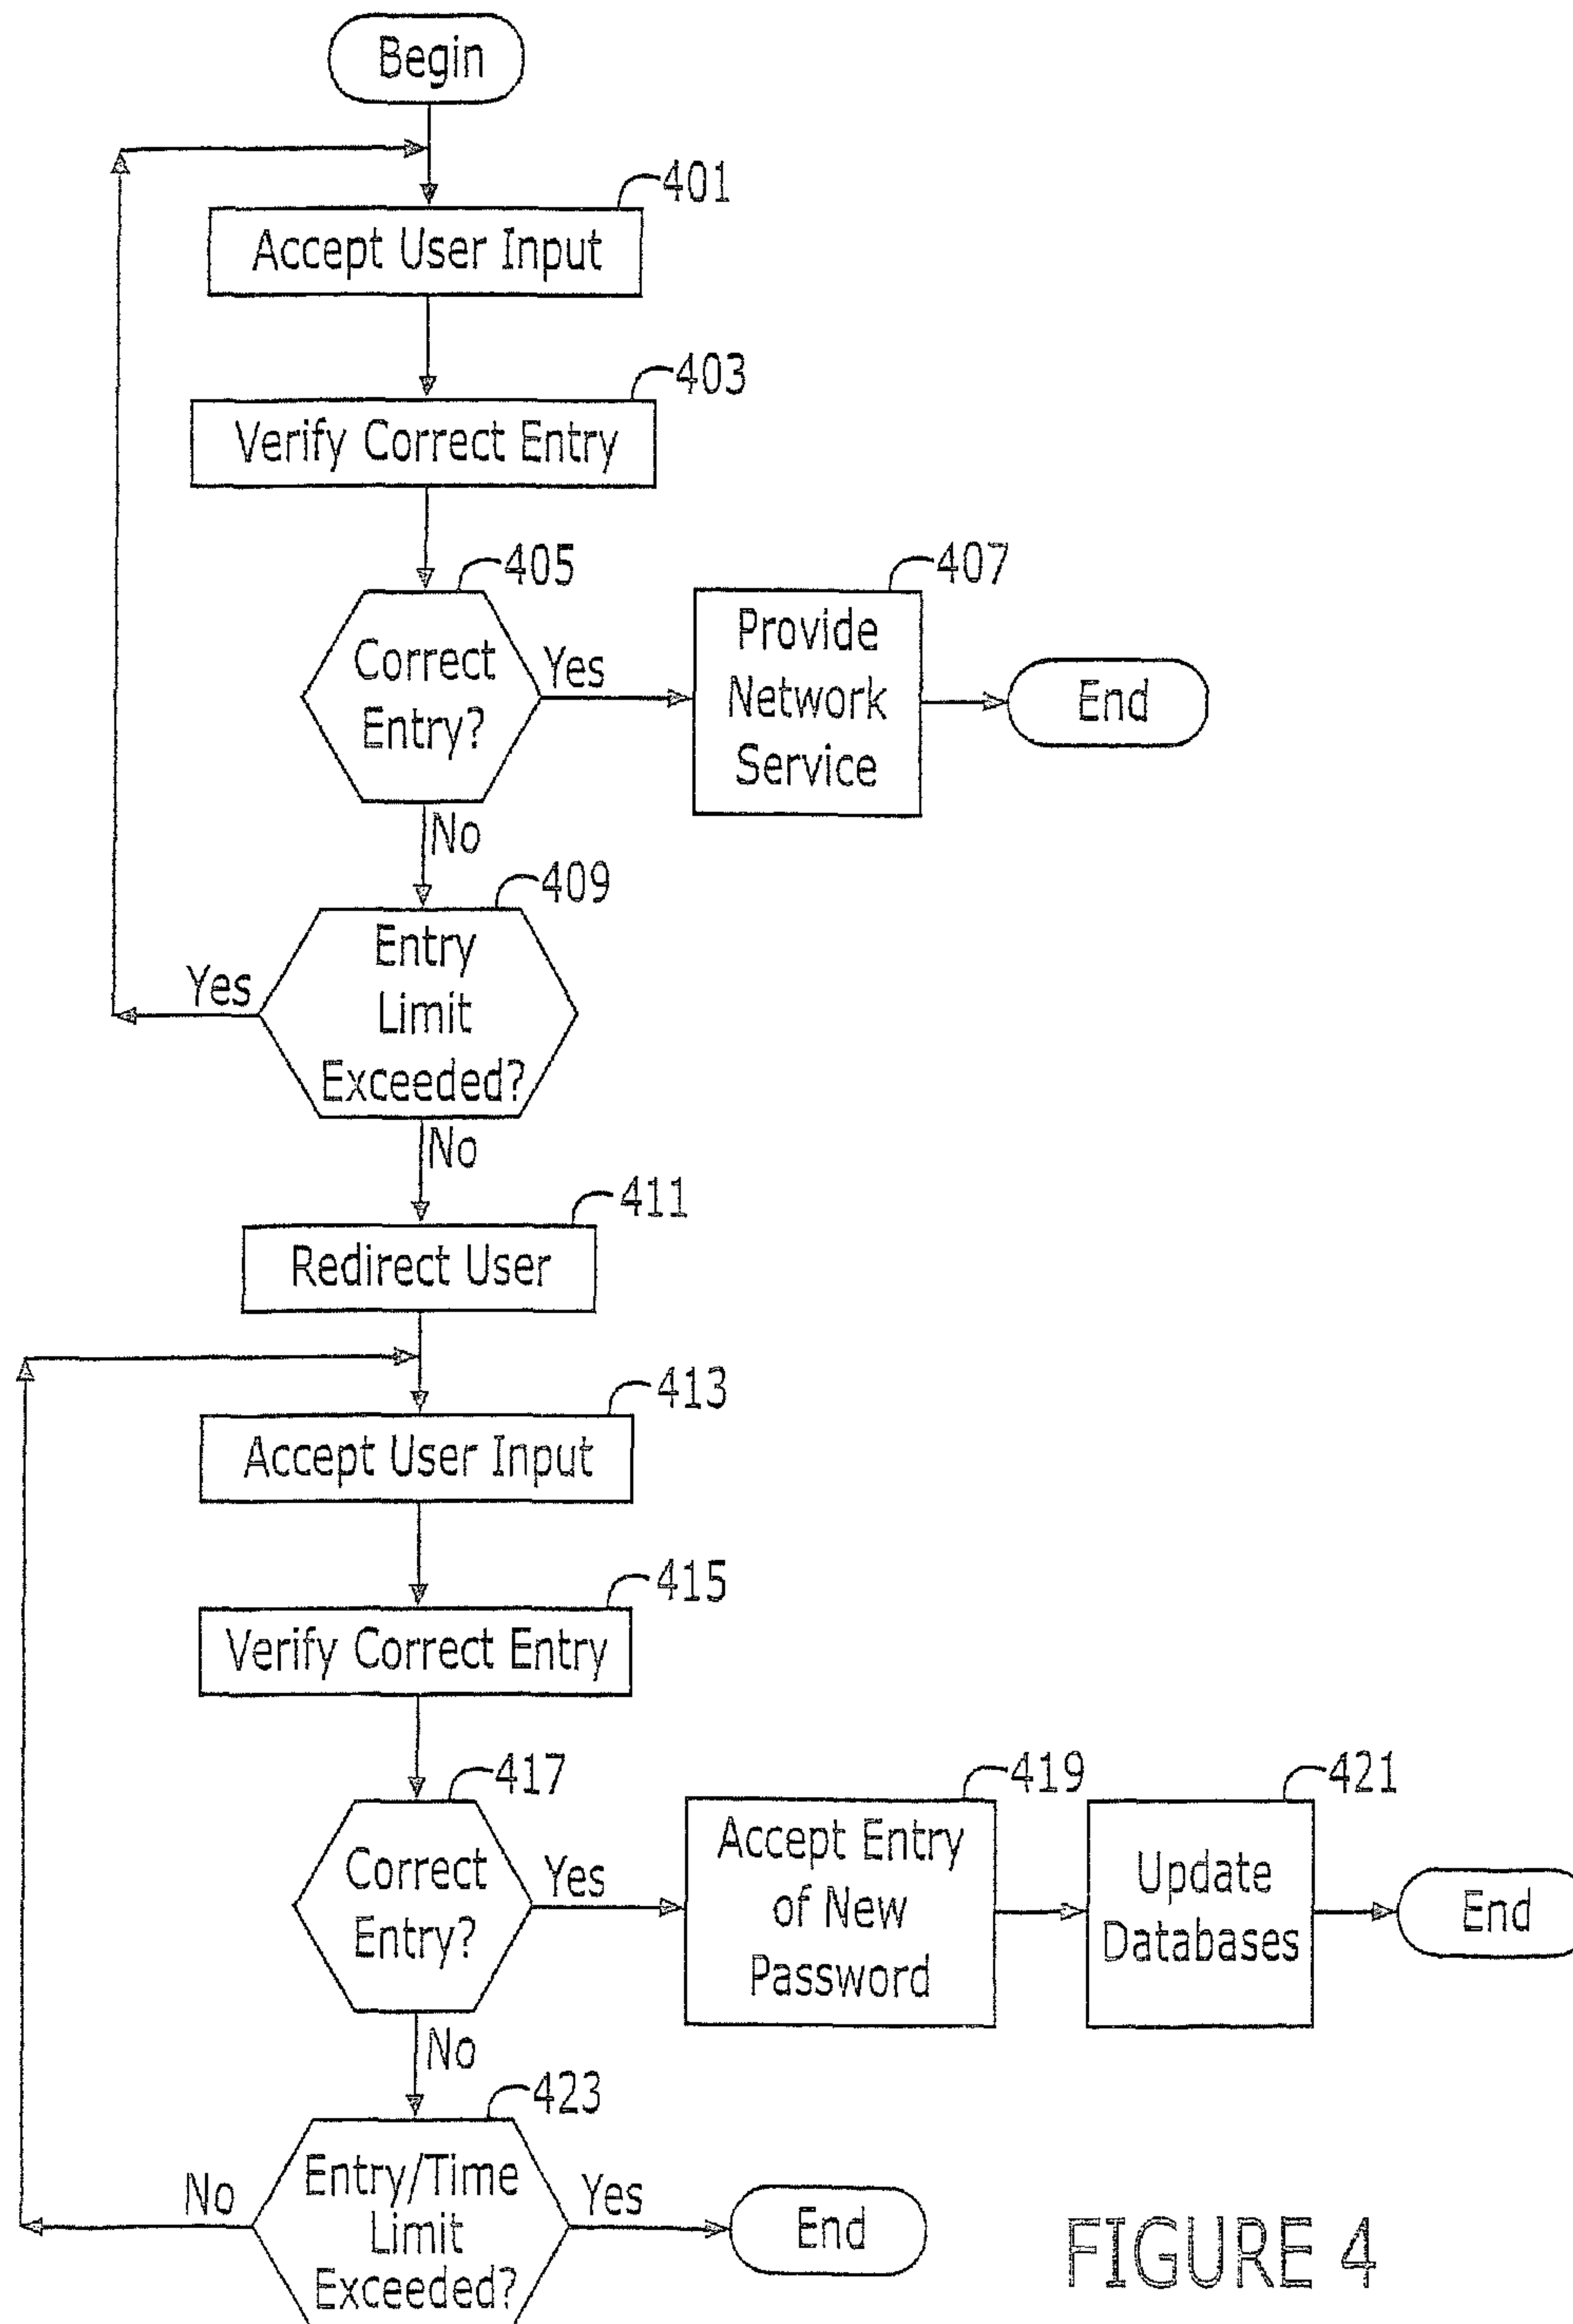 Begin
401
Accept User Input
403
Verify Correct Entry
405
Correct
Entry?
Yes
407
Provide
Network
Service
End
No
409
Entry
Limit
Exceeded?
Yes
No
411
Redirect User
413
Accept User Input
415
Verify Correct Entry
417
Correct
Entry?
Yes
419
Accept Entry
of New
Password
421
Update
Databases
End
No
423
Entry/Time
Limit
Exceeded?
No
Yes
End
FIGURE 4